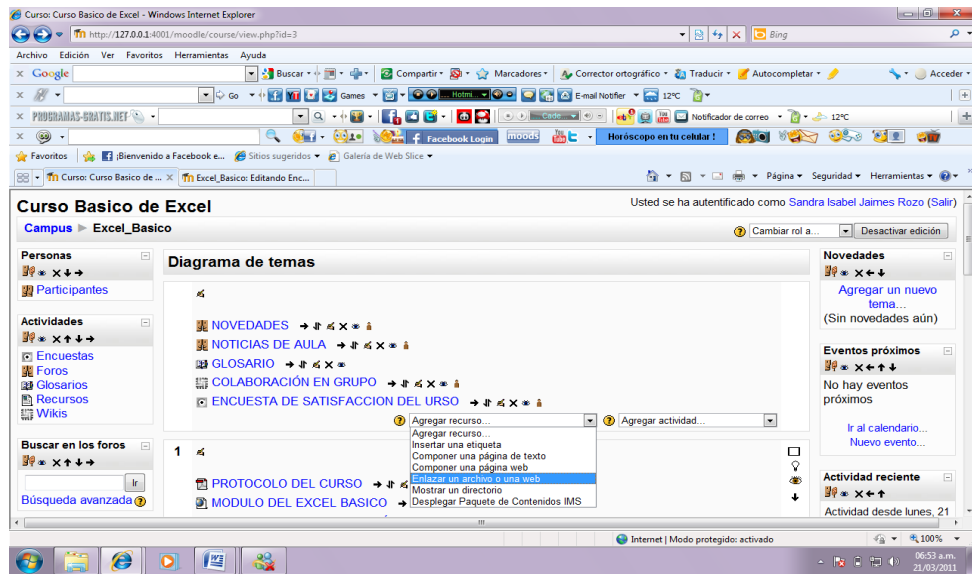 Curso: Curso Basico de Excel - Windows Internet Explorer
http://127.0.0.1:4001/moodle/course/view.php?id=3
Bing
Archivo Edición Ver Favoritos Herramientas Ayuda
x Google Buscar Compartir Marcadores Corrector ortográfico Traducir Autocompletar Acceder
x Go Games Hotmi... E-mail Notifier 12°C
x PROGRAMAS-GRATIS.NET Code Notificador de correo 12°C
x Facebook Login moods Horóscopo en tu celular !
Favoritos ¡Bienvenido a Facebook e... Sitios sugeridos Galería de Web Slice
Curso: Curso Basico de ... x Excel_Basico: Editando Enc... Página Seguridad Herramientas
Curso Basico de Excel
Usted se ha autentificado como Sandra Isabel Jaimes Rozo (Salir)
Campus ► Excel_Basico
Cambiar rol a...
Desactivar edición
Personas
Participantes
Actividades
Encuestas
Foros
Glosarios
Recursos
Wikis
Buscar en los foros
Ir
Búsqueda avanzada
Diagrama de temas
NOVEDADES
NOTICIAS DE AULA
GLOSARIO
COLABORACIÓN EN GRUPO
ENCUESTA DE SATISFACCION DEL URSO
Agregar recurso...
Agregar actividad...
Agregar recurso...
Insertar una etiqueta
Componer una página de texto
Componer una página web
Enlazar un archivo o una web
Mostrar un directorio
Desplegar Paquete de Contenidos IMS
1
PROTOCOLO DEL CURSO
MODULO DEL EXCEL BASICO
Novedades
Agregar un nuevo
tema...
(Sin novedades aún)
Eventos próximos
No hay eventos
próximos
Ir al calendario...
Nuevo evento...
Actividad reciente
Actividad desde lunes, 21
Internet | Modo protegido: activado
100%
06:53 a.m.
21/03/2011